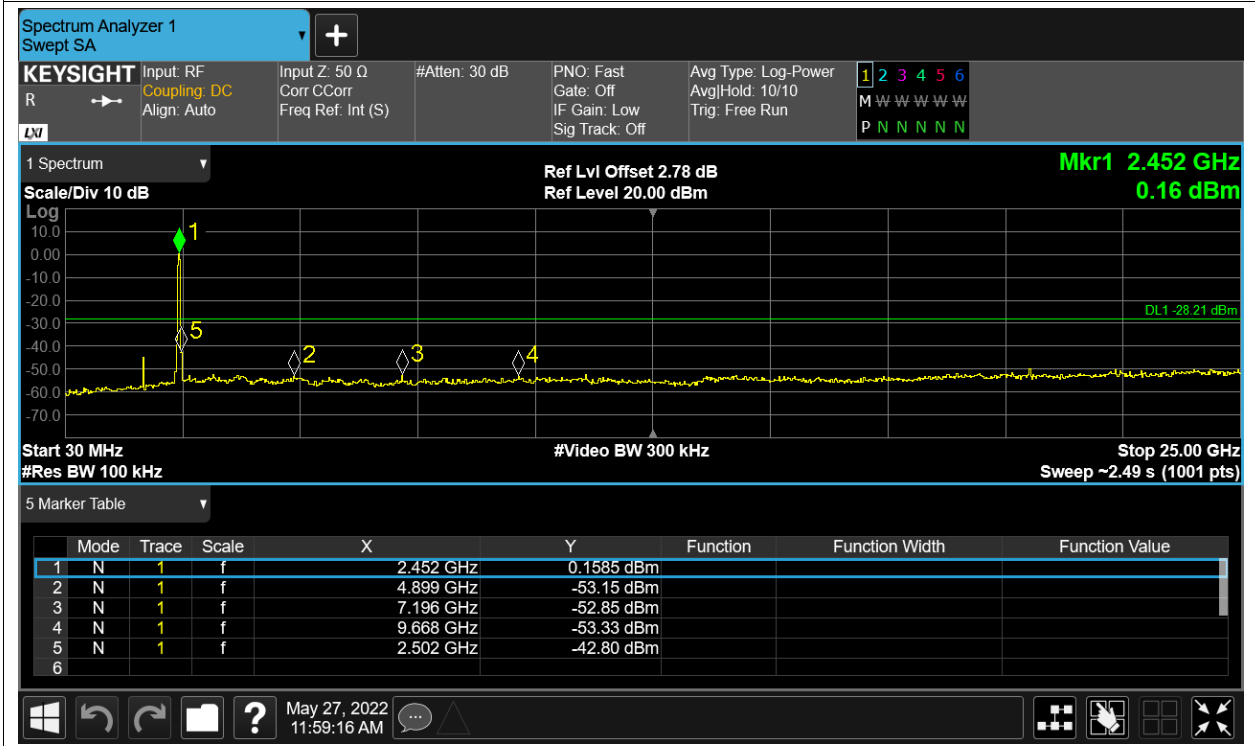 Spectrum Analyzer 1
Swept SA
+
KEYSIGHT Input: RF Input Z: 50 Ω #Atten: 30 dB PNO: Fast Avg Type: Log-Power 1 2 3 4 5 6
R Coupling: DC Corr CCorr Gate: Off Avg|Hold: 10/10 M W W W W W
Align: Auto Freq Ref: Int (S) IF Gain: Low Trig: Free Run
LXI Sig Track: Off P N N N N N
1 Spectrum Ref Lvl Offset 2.78 dB Mkr1 2.452 GHz
Scale/Div 10 dB Ref Level 20.00 dBm 0.16 dBm
Log
10.0 1
0.00
-10.0
-20.0
DL1 -28.21 dBm
-30.0 5
-40.0 2 3 4
-50.0
-60.0
-70.0
Start 30 MHz #Video BW 300 kHz Stop 25.00 GHz
#Res BW 100 kHz Sweep ~2.49 s (1001 pts)
5 Marker Table
Mode Trace Scale X Y Function Function Width Function Value
1 N 1 f 2.452 GHz 0.1585 dBm
2 N 1 f 4.899 GHz -53.15 dBm
3 N 1 f 7.196 GHz -52.85 dBm
4 N 1 f 9.668 GHz -53.33 dBm
5 N 1 f 2.502 GHz -42.80 dBm
6
? May 27, 2022
11:59:16 AM